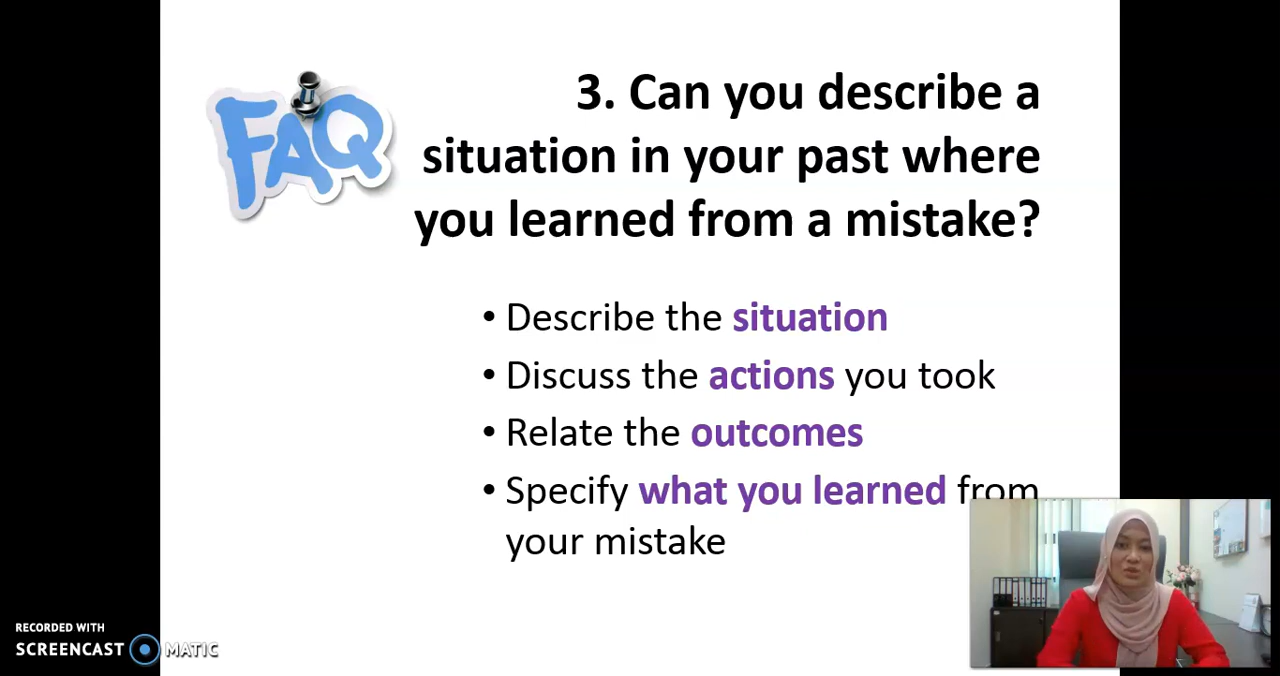 FAQ
3. Can you describe a
situation in your past where
you learned from a mistake?
• Describe the situation
• Discuss the actions you took
• Relate the outcomes
• Specify what you learned from
your mistake
RECORDED WITH
SCREENCAST MATIC